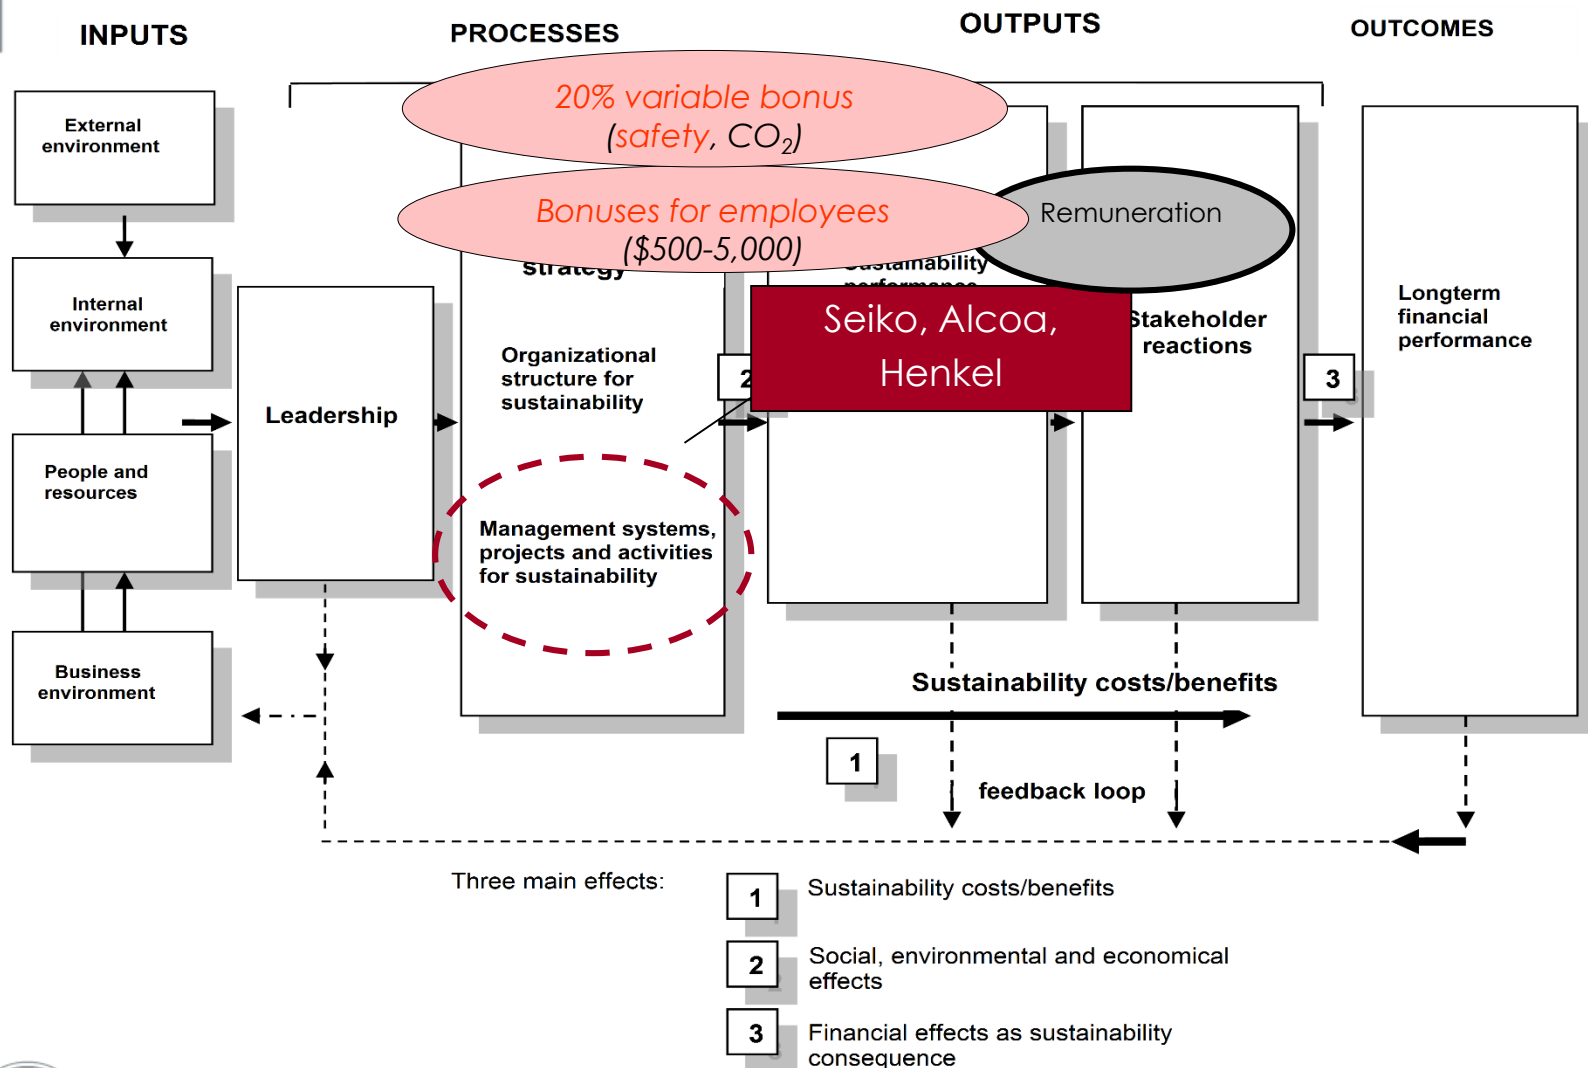 INPUTS
PROCESSES
OUTPUTS
OUTCOMES
External
environment
Internal
environment
People and
resources
Business
environment
Leadership
20% variable bonus
(safety, CO₂)
Bonuses for employees
($500-5,000)
strategy
Organizational
structure for
sustainability
Management systems,
projects and activities
for sustainability
2
Sustainability
performance
Seiko, Alcoa,
Henkel
Remuneration
Stakeholder
reactions
3
Longterm
financial
performance
Sustainability costs/benefits
1
feedback loop
Three main effects:
1
Sustainability costs/benefits
2
Social, environmental and economical
effects
3
Financial effects as sustainability
consequence